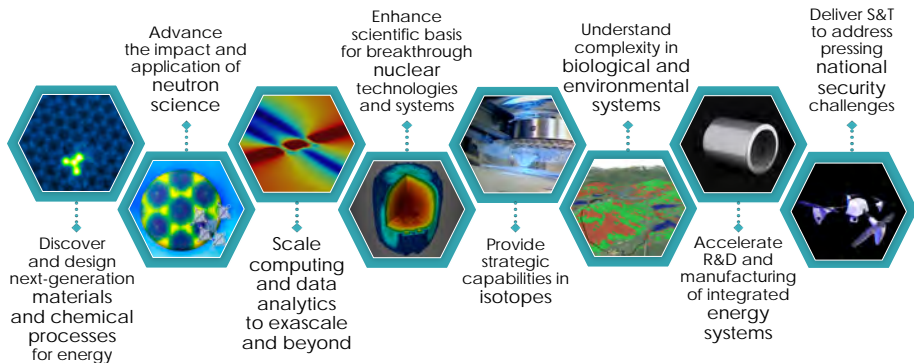 Discover
and design
next-generation
materials
and chemical
processes
for energy
Advance
the impact and
application of
neutron
science
Scale
computing
and data
analytics
to exascale
and beyond
Enhance
scientific basis
for breakthrough
nuclear
technologies
and systems
Provide
strategic
capabilities in
isotopes
Understand
complexity in
biological and
environmental
systems
Accelerate
R&D and
manufacturing
of integrated
energy
systems
Deliver S&T
to address
pressing
national
security
challenges